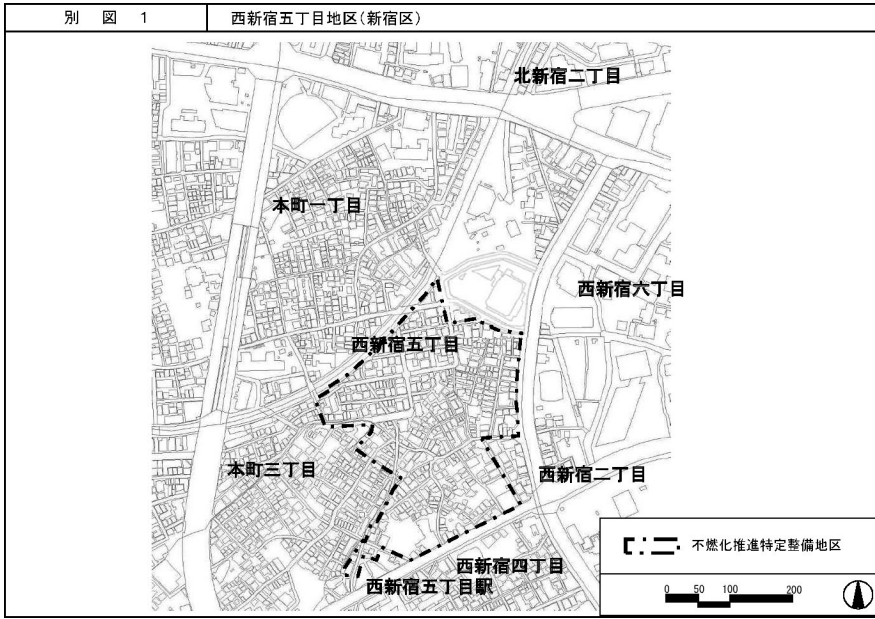 別 図 1
西新宿五丁目地区(新宿区)
北新宿二丁目
本町一丁目
西新宿六丁目
西新宿五丁目
本町三丁目
西新宿二丁目
不燃化推進特定整備地区
西新宿四丁目
西新宿五丁目駅
0 50 100 200